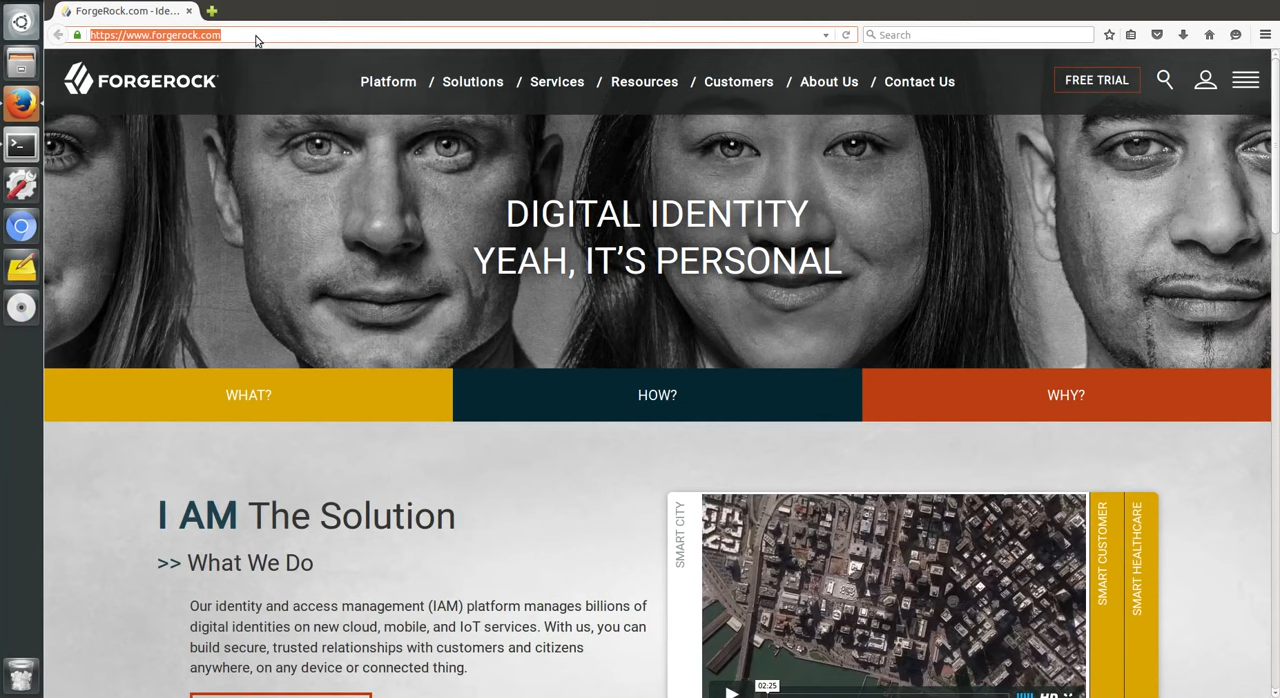 ForgeRock.com - Ide...
https://www.forgerock.com
Search
FORGEROCK
Platform / Solutions / Services / Resources / Customers / About Us / Contact Us
FREE TRIAL
DIGITAL IDENTITY
YEAH, IT'S PERSONAL
WHAT?
HOW?
WHY?
I AM The Solution
>> What We Do
Our identity and access management (IAM) platform manages billions of
digital identities on new cloud, mobile, and IoT services. With us, you can
build secure, trusted relationships with customers and citizens
anywhere, on any device or connected thing.
SMART CITY
SMART CUSTOMER
SMART HEALTHCARE
02:25
HD